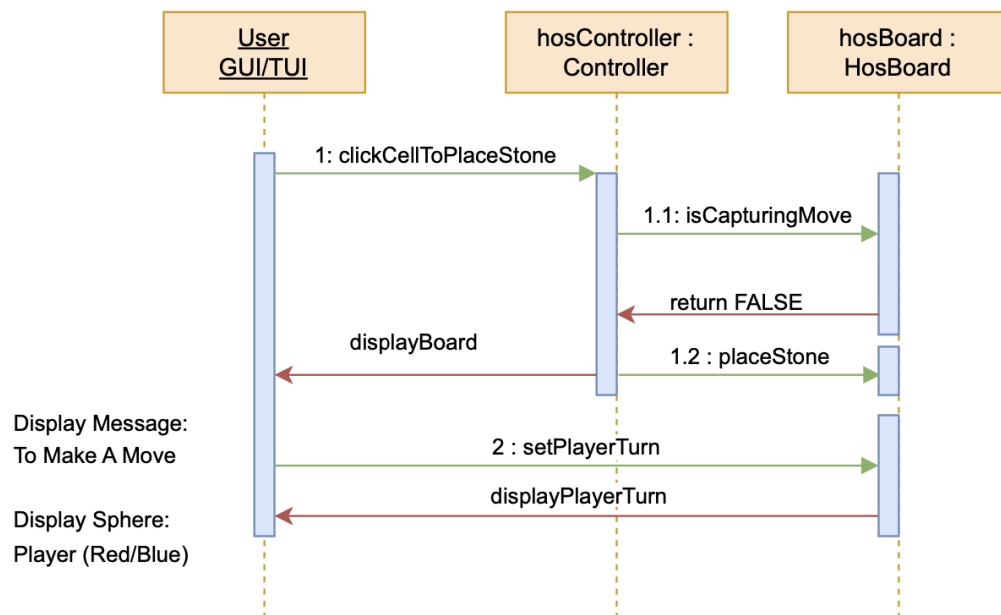 User
GUI/TUI
hosController :
Controller
hosBoard :
HosBoard
1: clickCellToPlaceStone
1.1: isCapturingMove
return FALSE
displayBoard
1.2 : placeStone
Display Message:
To Make A Move
2 : setPlayerTurn
displayPlayerTurn
Display Sphere:
Player (Red/Blue)